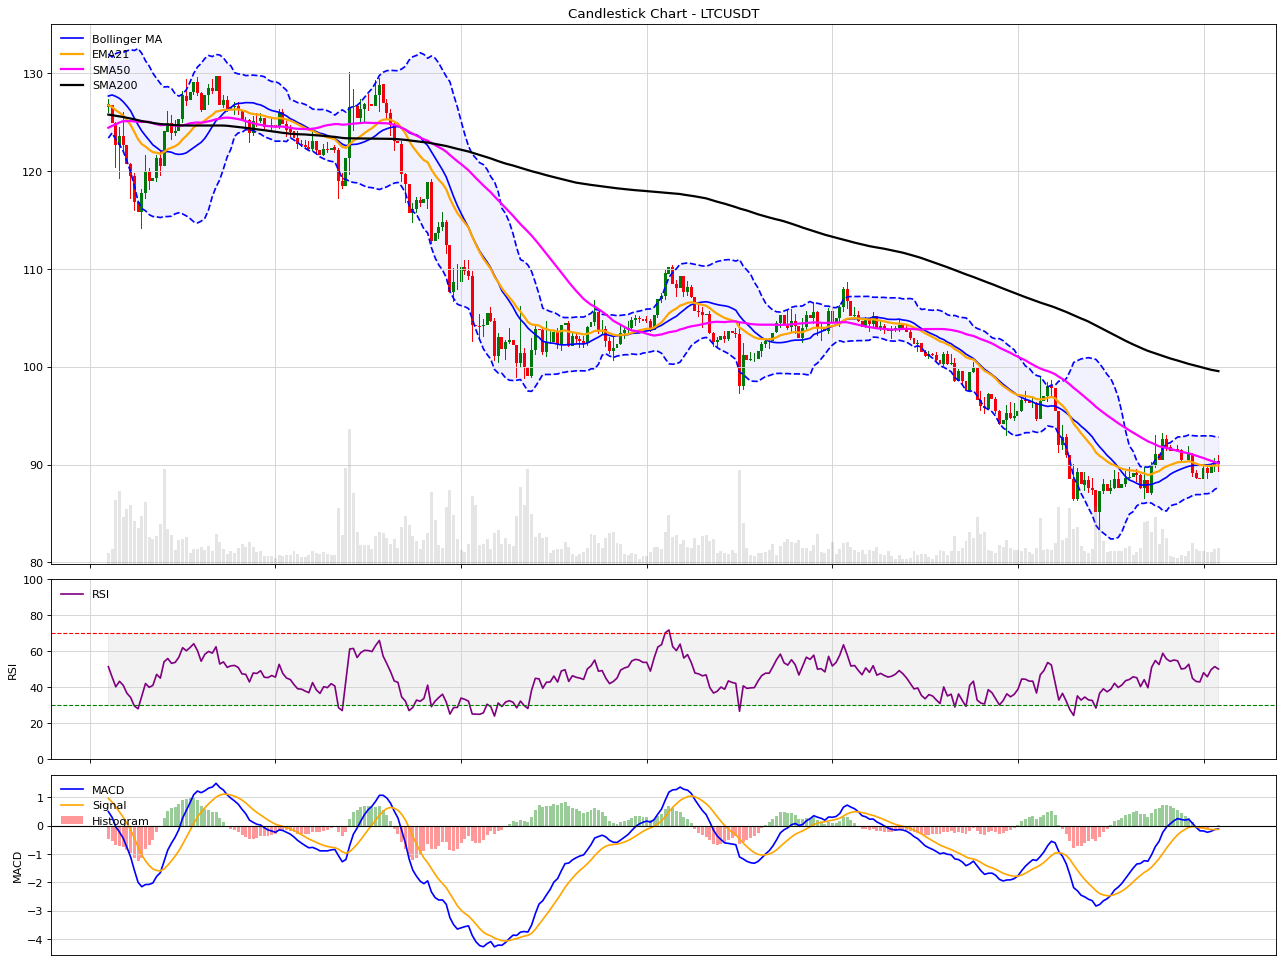 Candlestick Chart - LTCUSDT
Bollinger MA
EMA21
SMA50
SMA200
130
120
110
100
90
80
RSI
100
80
60
40
20
0
RSI
MACD
Signal
Histogram
1
0
−1
−2
−3
−4
MACD